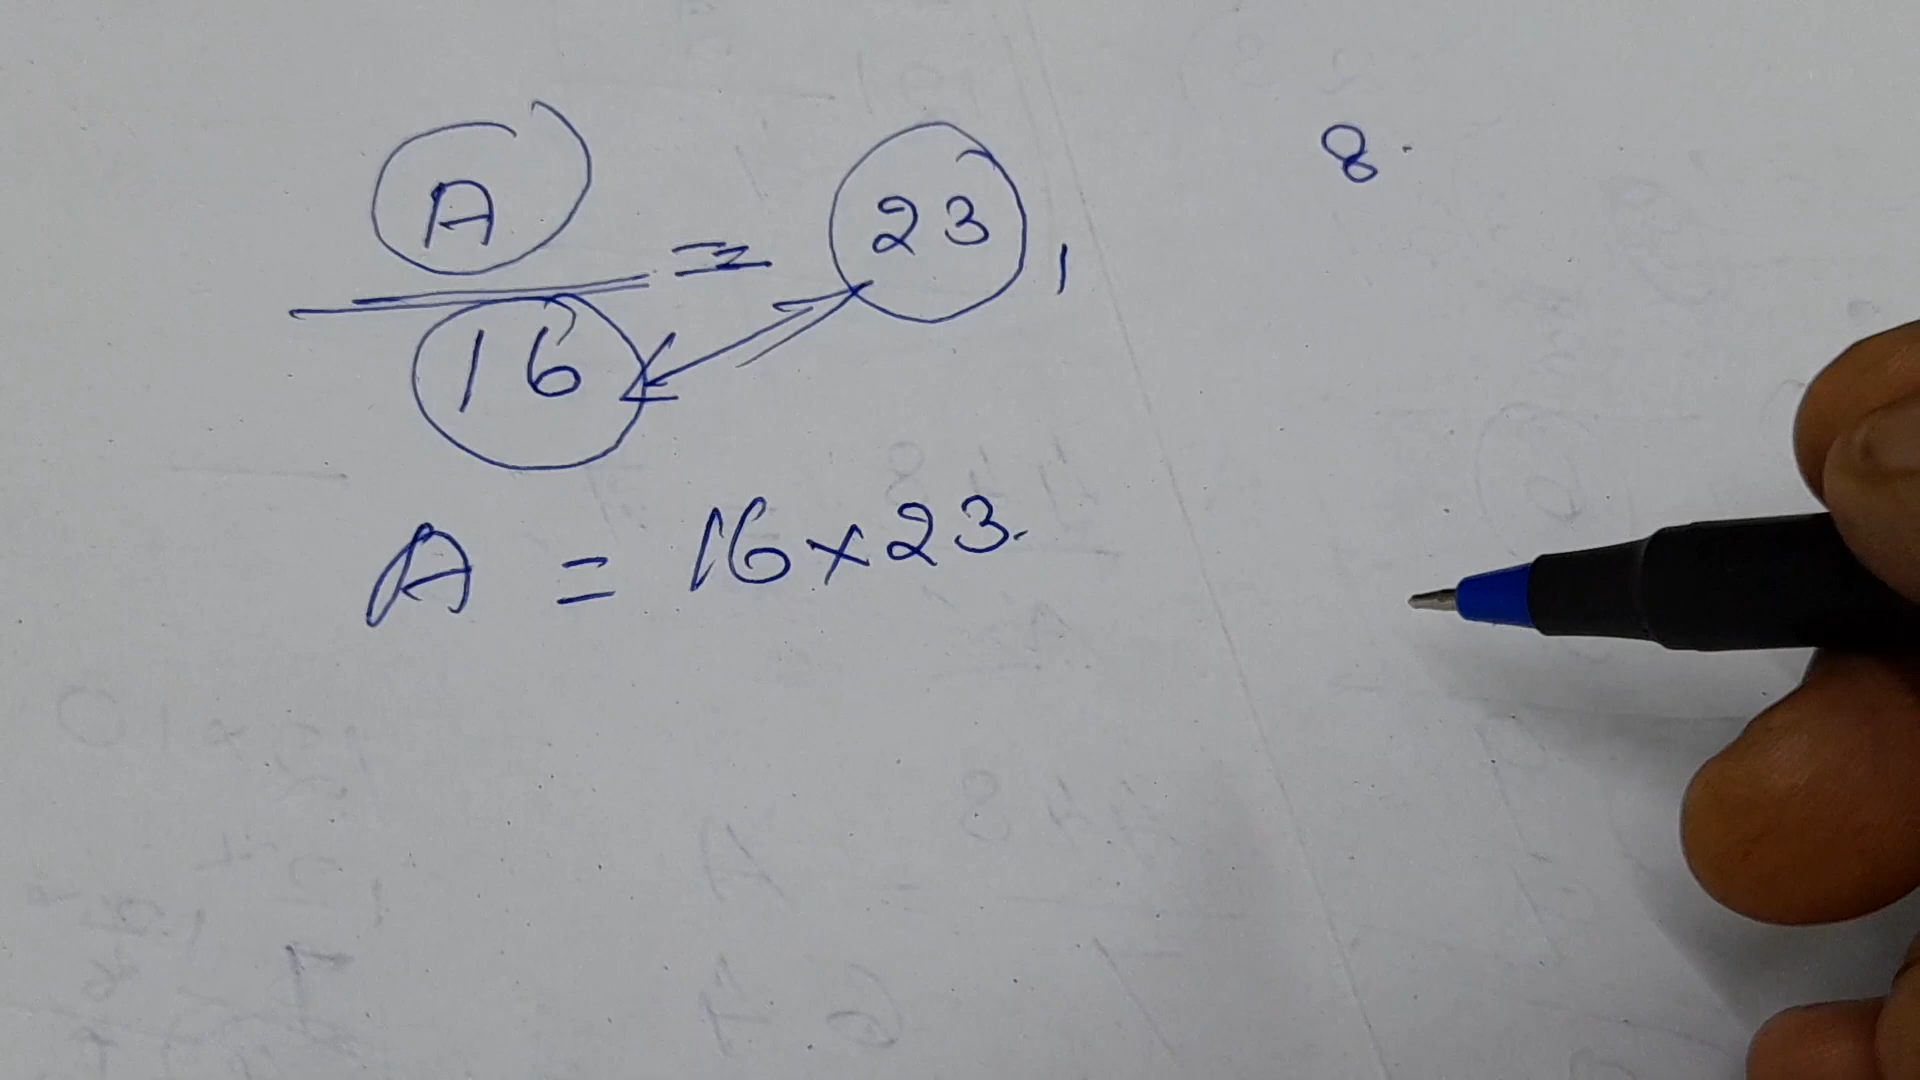 A
= 23, 8.
16
A = 16 x 23.